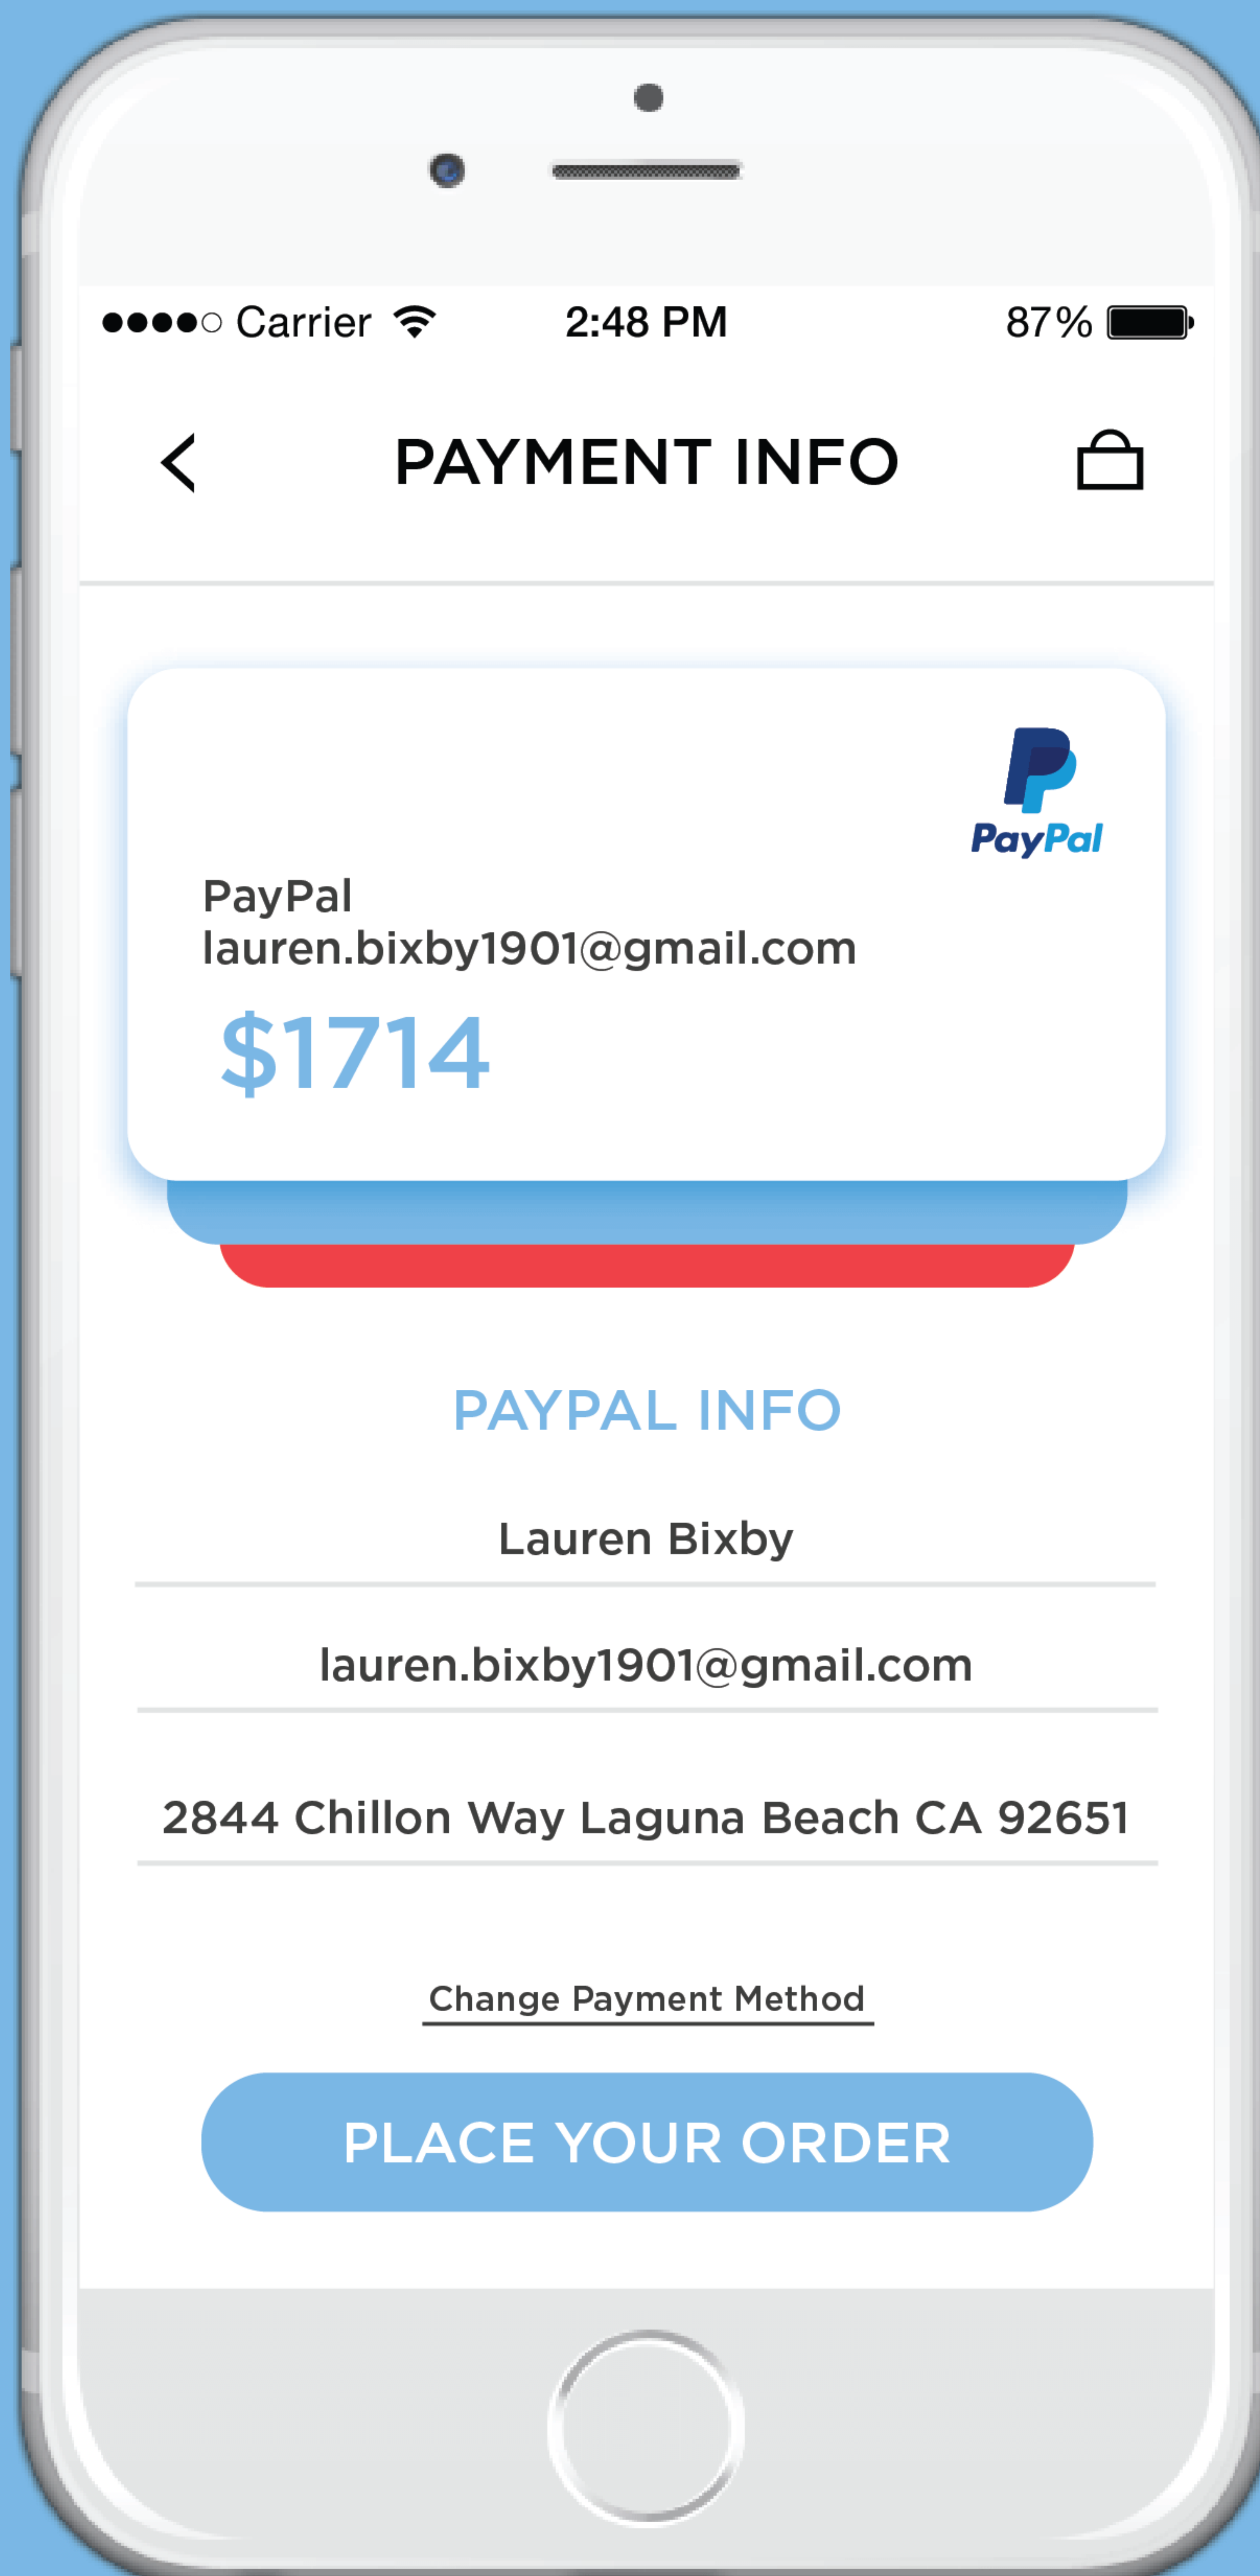 Carrier 2:48 PM 87%
PAYMENT INFO
PayPal
PayPal
lauren.bixby1901@gmail.com
$1714
PAYPAL INFO
Lauren Bixby
lauren.bixby1901@gmail.com
2844 Chillon Way Laguna Beach CA 92651
Change Payment Method
PLACE YOUR ORDER